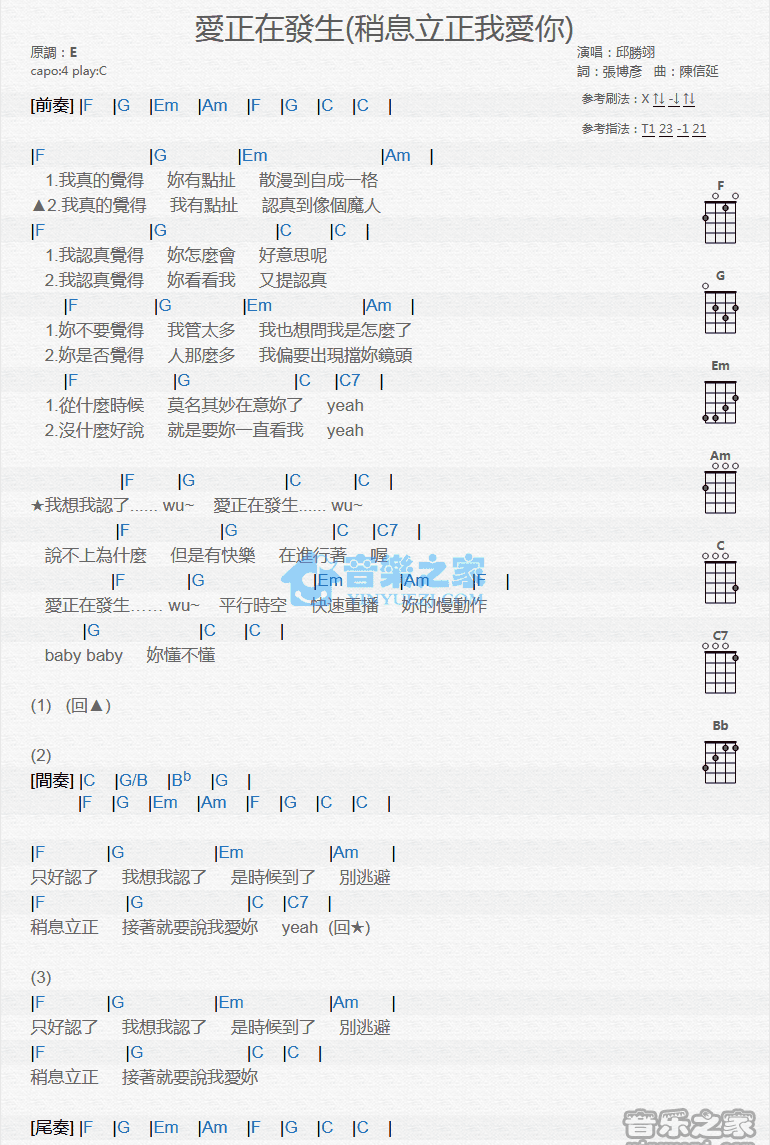 愛正在發生(稍息立正我愛你)
原調：E
capo:4 play:C
演唱：邱勝翊
詞：張博彥 曲：陳信延
参考刷法：X ↑↓ -↓ ↑↓
参考指法：T1 23 -1 21
[前奏] |F |G |Em |Am |F |G |C |C |
|F |G |Em |Am |
1.我真的覺得 妳有點扯 散漫到自成一格
▲2.我真的覺得 我有點扯 認真到像個魔人
|F |G |C |C |
1.我認真覺得 妳怎麼會 好意思呢
2.我認真覺得 妳看看我 又提認真
|F |G |Em |Am |
1.妳不要覺得 我管太多 我也想問我是怎麼了
2.妳是否覺得 人那麼多 我偏要出現擋妳鏡頭
|F |G |C |C7 |
1.從什麼時候 莫名其妙在意妳了 yeah
2.沒什麼好說 就是要妳一直看我 yeah
|F |G |C |C |
★我想我認了...... wu~ 愛正在發生...... wu~
|F |G |C |C7 |
說不上為什麼 但是有快樂 在進行著 喔
|F |G |Em |Am |F |
愛正在發生…… wu~ 平行時空 快速重播 妳的慢動作
|G |C |C |
baby baby 妳懂不懂
(1) (回▲)
(2)
[間奏] |C |G/B |Bb |G |
|F |G |Em |Am |F |G |C |C |
|F |G |Em |Am |
只好認了 我想我認了 是時候到了 別逃避
|F |G |C |C7 |
稍息立正 接著就要說我愛妳 yeah (回★)
(3)
|F |G |Em |Am |
只好認了 我想我認了 是時候到了 別逃避
|F |G |C |C |
稍息立正 接著就要說我愛妳
[尾奏] |F |G |Em |Am |F |G |C |C |
F
G
Em
Am
C
C7
Bb
音樂之家
YINYUEZJ.COM
音乐之家